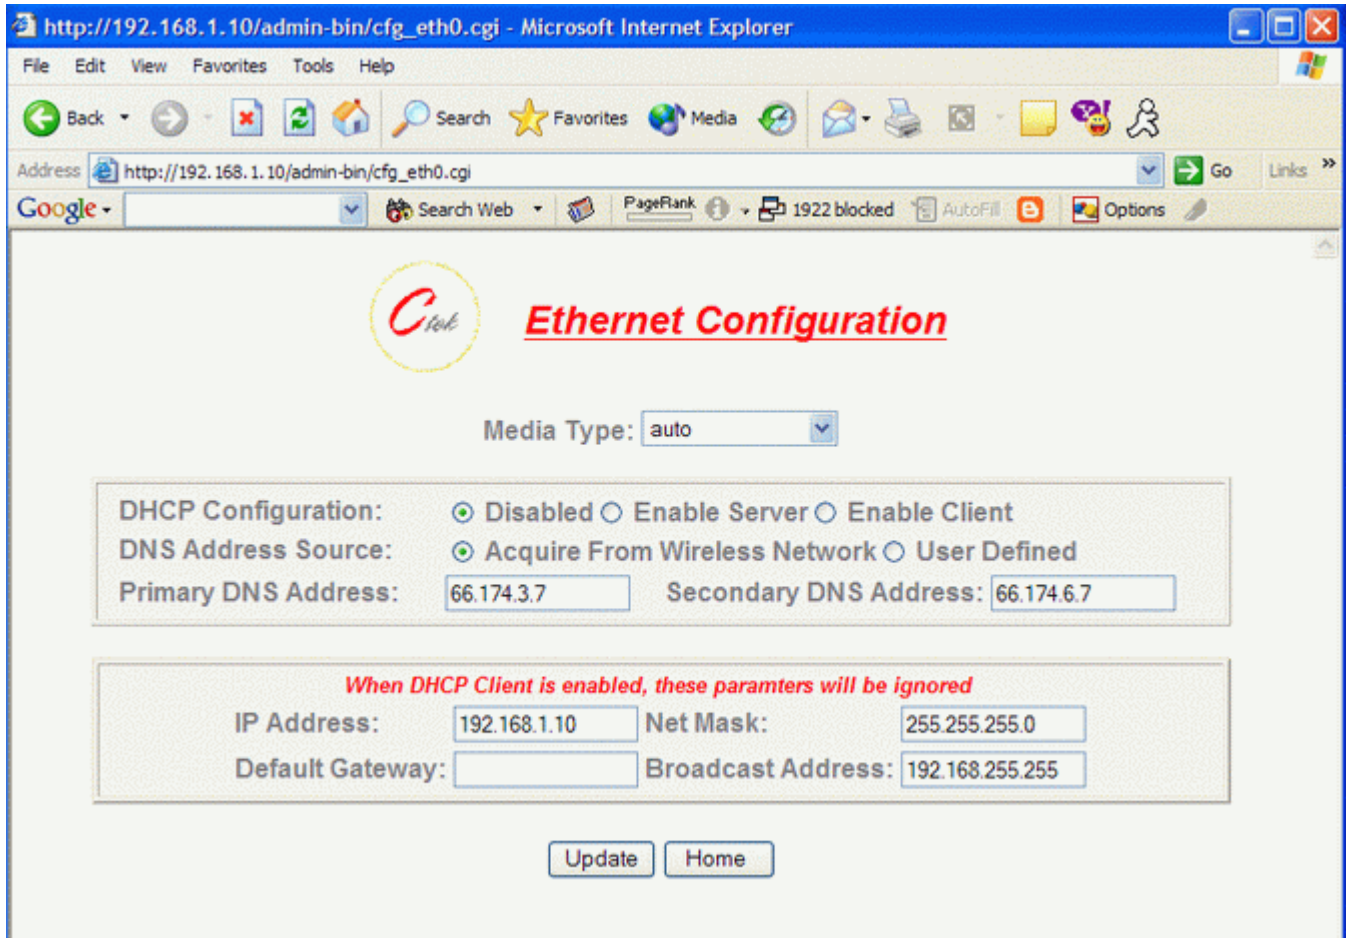 http://192.168.1.10/admin-bin/cfg_eth0.cgi - Microsoft Internet Explorer
File Edit View Favorites Tools Help
Back Search Favorites Media
Address http://192.168.1.10/admin-bin/cfg_eth0.cgi Go Links »
Google Search Web PageRank 1922 blocked AutoFill Options
Ctek Ethernet Configuration
Media Type: auto
DHCP Configuration: Disabled Enable Server Enable Client
DNS Address Source: Acquire From Wireless Network User Defined
Primary DNS Address: 66.174.3.7 Secondary DNS Address: 66.174.6.7
When DHCP Client is enabled, these paramters will be ignored
IP Address: 192.168.1.10 Net Mask: 255.255.255.0
Default Gateway: Broadcast Address: 192.168.255.255
Update Home